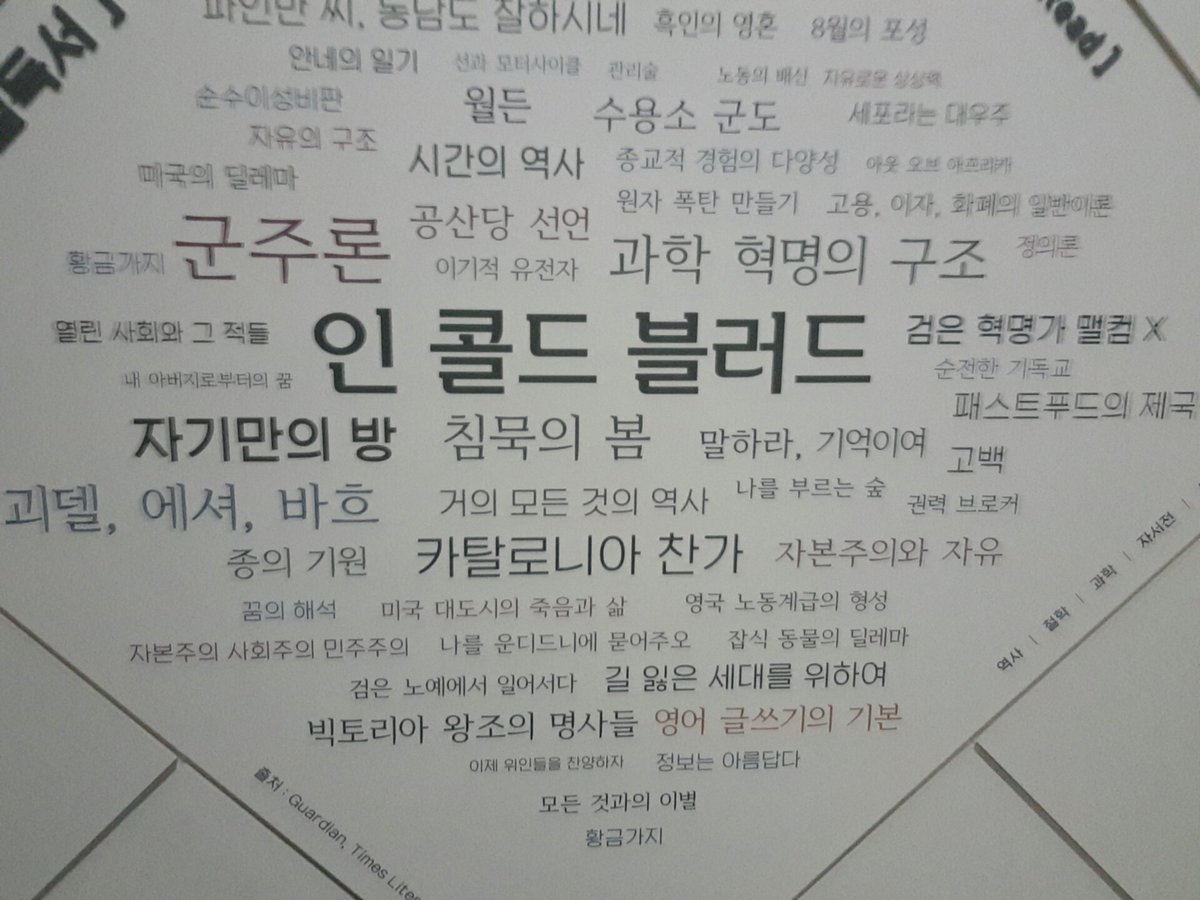 독서 ]
read ]
파인만 씨, 농담도 잘하시네 흑인의 영혼 8월의 포성
안네의 일기 선과 모터사이클 관리술 노동의 배신 자유로운 상상력
순수이성비판 월든 수용소 군도 세포라는 대우주
자유의 구조 시간의 역사 종교적 경험의 다양성 아웃 오브 아프리카
딜레마 원자 폭탄 만들기 고용, 이자, 화폐의 일반이론
군주론 공산당 선언
황금가지 이기적 유전자 과학 혁명의 구조 정의론
열린 사회와 그 적들 인 콜드 블러드 검은 혁명가 맬컴 X
내 아버지로부터의 꿈 순전한 기독교
패스트푸드의 제국
자기만의 방 침묵의 봄 말하라, 기억이여 고백
괴델, 에셔, 바흐 거의 모든 것의 역사 나를 부르는 숲 권력 브로커
종의 기원 카탈로니아 찬가 자본주의와 자유
꿈의 해석 미국 대도시의 죽음과 삶 영국 노동계급의 형성
자본주의 사회주의 민주주의 나를 운디드니에 묻어주오 잡식 동물의 딜레마
검은 노예에서 일어서다 길 잃은 세대를 위하여
빅토리아 왕조의 명사들 영어 글쓰기의 기본
이제 위인들을 찬양하자 정보는 아름답다
모든 것과의 이별
황금가지
역사 | 철학 | 과학 | 자서전 |
출처 : Guardian, Times Liter